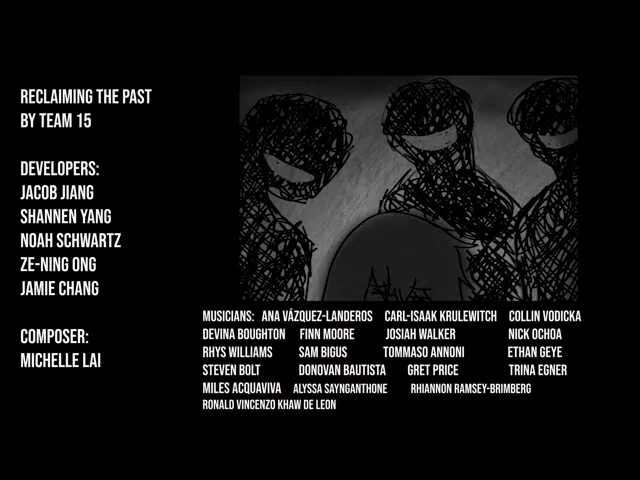 RECLAIMING THE PAST
BY TEAM 15
DEVELOPERS:
JACOB JIANG
SHANNEN YANG
NOAH SCHWARTZ
ZE-NING ONG
JAMIE CHANG
COMPOSER:
MICHELLE LAI
MUSICIANS: ANA VÁZQUEZ-LANDEROS CARL-ISAAK KRULEWITCH COLLIN VODICKA
DEVINA BOUGHTON FINN MOORE JOSIAH WALKER NICK OCHOA
RHYS WILLIAMS SAM BIGUS TOMMASO ANNONI ETHAN GEYE
STEVEN BOLT DONOVAN BAUTISTA GRET PRICE TRINA EGNER
MILES ACQUAVIVA ALYSSA SAYNGANTHONE RHIANNON RAMSEY-BRIMBERG
RONALD VINCENZO KHAW DE LEON